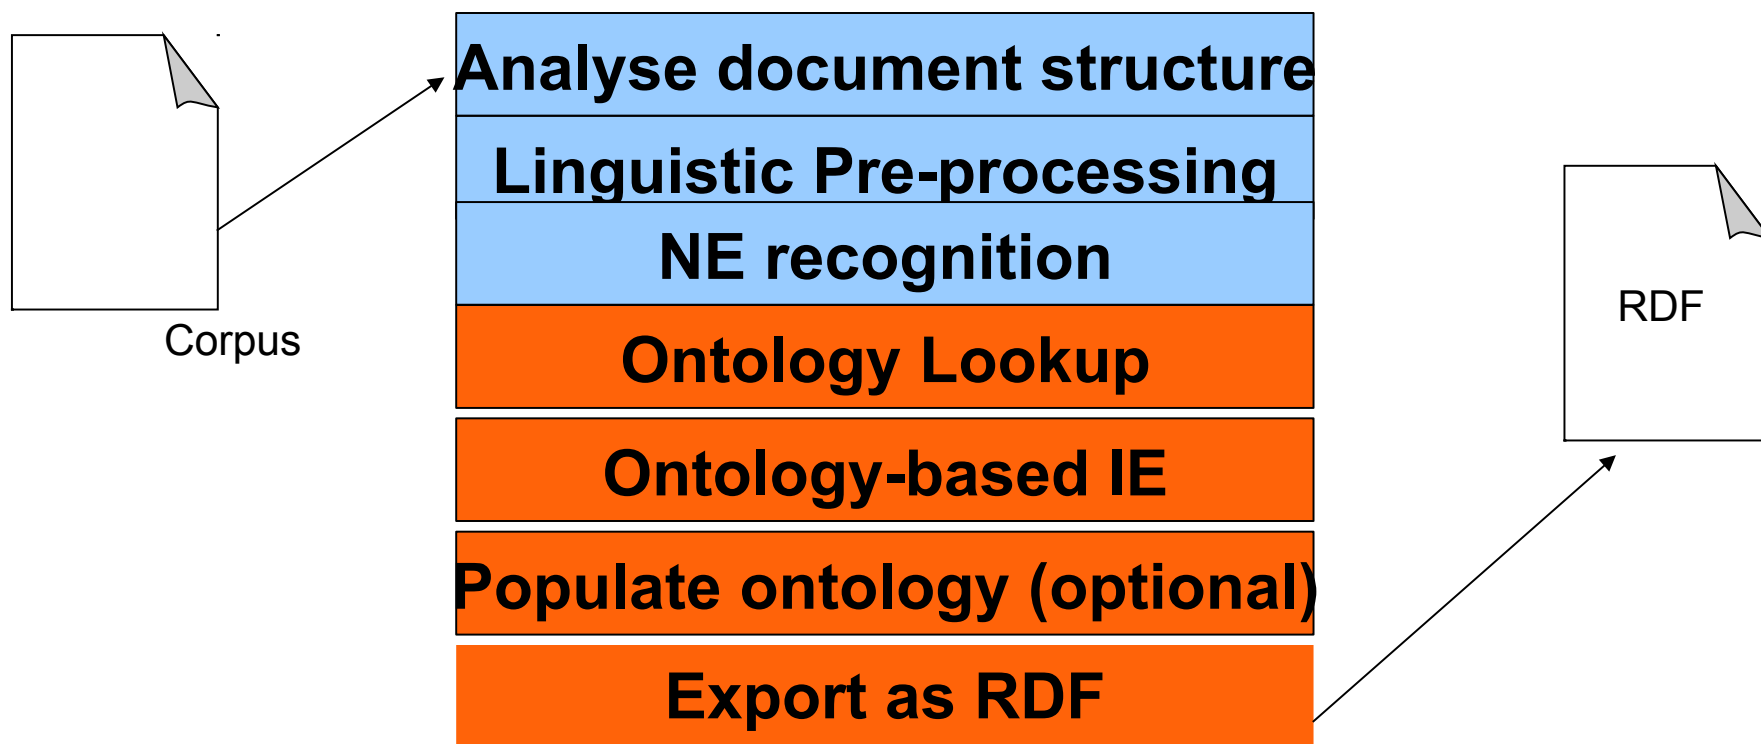 Analyse document structure
Linguistic Pre-processing
NE recognition
Corpus
Ontology Lookup
Ontology-based IE
Populate ontology (optional)
Export as RDF
RDF